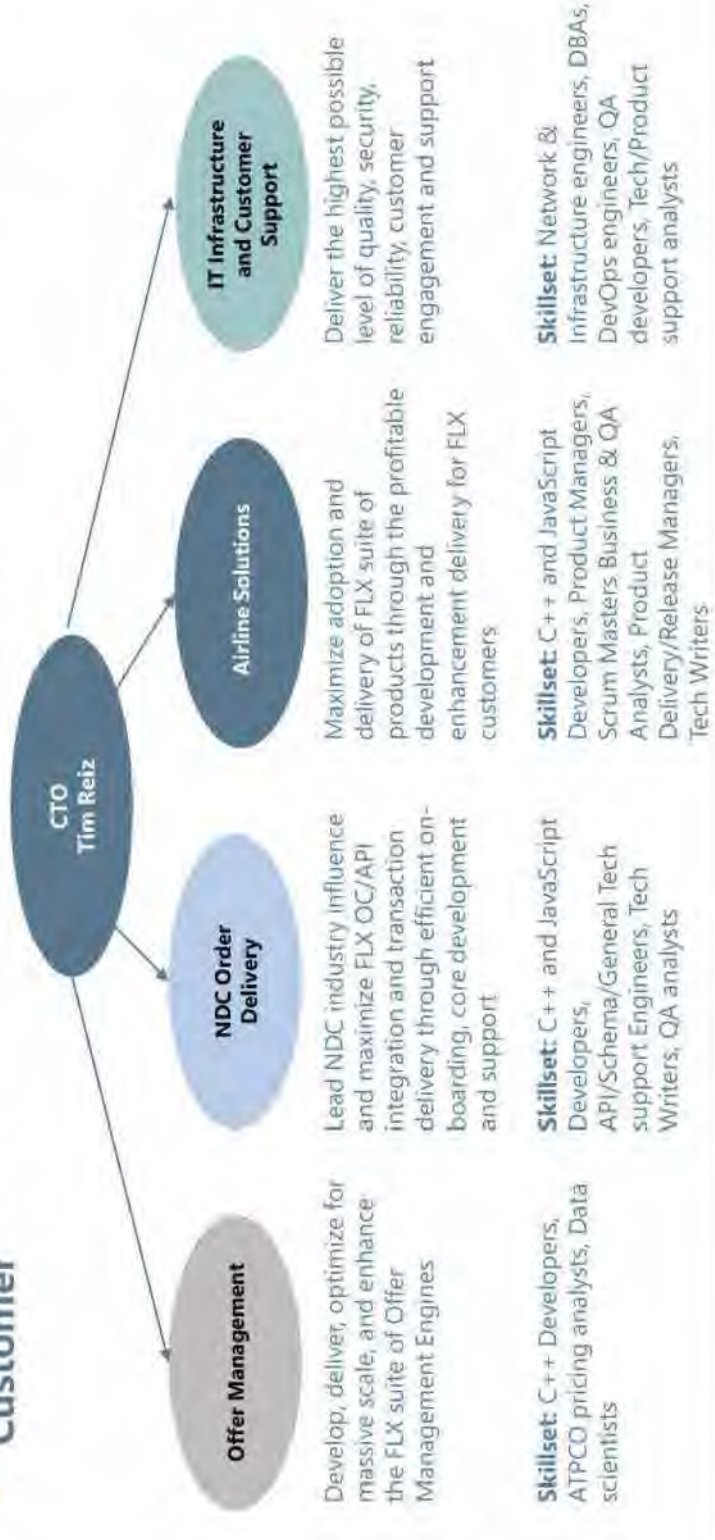 Customer
CTO
Tim Reiz
Offer Management
Develop, deliver, optimize for
massive scale, and enhance
the FLX suite of Offer
Management Engines
Skillset: C++ Developers,
ATPCO pricing analysts, Data
scientists
NDC Order
Delivery
Lead NDC industry influence
and maximize FLX OC/API
integration and transaction
delivery through efficient on-
boarding, core development
and support
Skillset: C++ and JavaScript
Developers,
API/Schema/General Tech
support Engineers, Tech
Writers, QA analysts
Airline Solutions
Maximize adoption and
delivery of FLX suite of
products through the profitable
development and
enhancement delivery for FLX
customers
Skillset: C++ and JavaScript
Developers, Product Managers,
Scrum Masters Business & QA
Analysts, Product
Delivery/Release Managers,
Tech Writers
IT Infrastructure
and Customer
Support
Deliver the highest possible
level of quality, security,
reliability, customer
engagement and support
Skillset: Network &
Infrastructure engineers, DBAs,
DevOps engineers, QA
developers, Tech/Product
support analysts